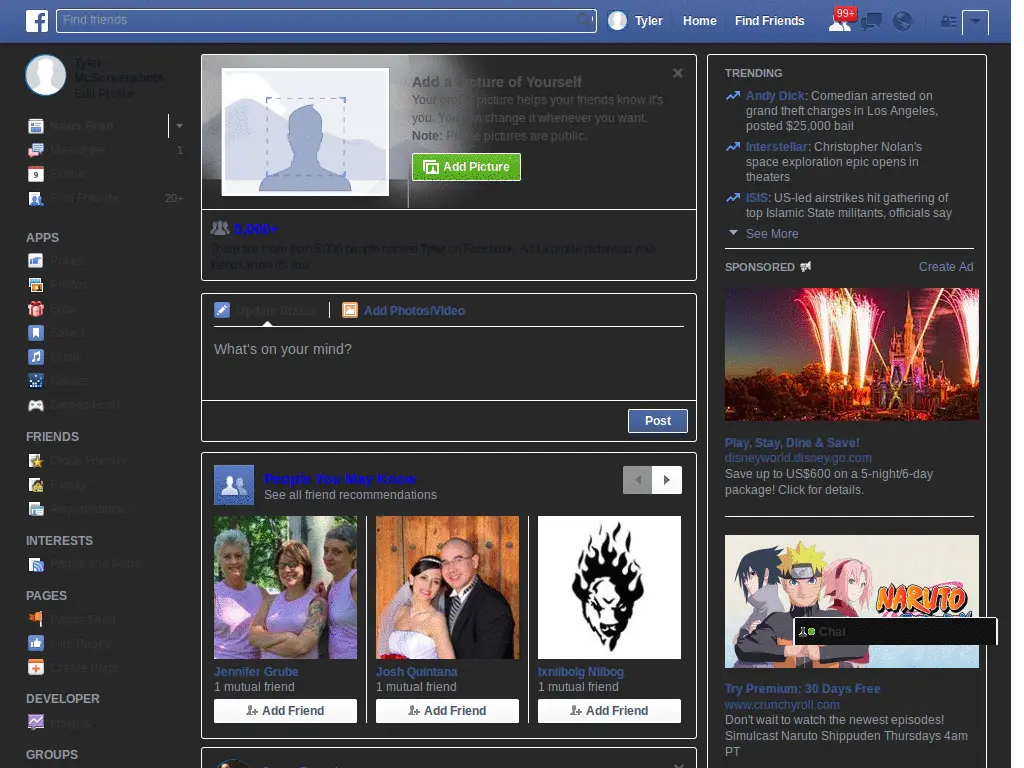 f
Find friends
Tyler
Home
Find Friends
99+
Tyler
McScreenshots
Edit Profile
News Feed
Messages
1
9
Events
Find Friends
20+
APPS
Pokes
Photos
Gifts
Saved
Music
Games
Games Feed
FRIENDS
Close Friends
Family
Acquaintances
INTERESTS
PAGES
Pages Feed
Like Pages
Create Page
DEVELOPER
Insights
GROUPS
Add a Picture of Yourself
Your profile picture helps your friends know it's
you. You can change it whenever you want.
Note: Profile pictures are public.
Add Picture
5,000+
There are more than 5,000 people named Tyler on Facebook. Add a profile picture so your
friends know it's you.
Update Status
Add Photos/Video
What's on your mind?
Post
People You May Know
See all friend recommendations
Jennifer Grube
1 mutual friend
Add Friend
Josh Quintana
1 mutual friend
Add Friend
Ixnilbolg Nilbog
1 mutual friend
Add Friend
TRENDING
Andy Dick: Comedian arrested on
grand theft charges in Los Angeles,
posted $25,000 bail
Interstellar: Christopher Nolan's
space exploration epic opens in
theaters
ISIS: US-led airstrikes hit gathering of
top Islamic State militants, officials say
See More
SPONSORED
Create Ad
Play, Stay, Dine & Save!
disneyworld.disney.go.com
Save up to US$600 on a 5-night/6-day
package! Click for details.
NARUTO
Chat
Try Premium: 30 Days Free
www.crunchyroll.com
Don't wait to watch the newest episodes!
Simulcast Naruto Shippuden Thursdays 4am
PT